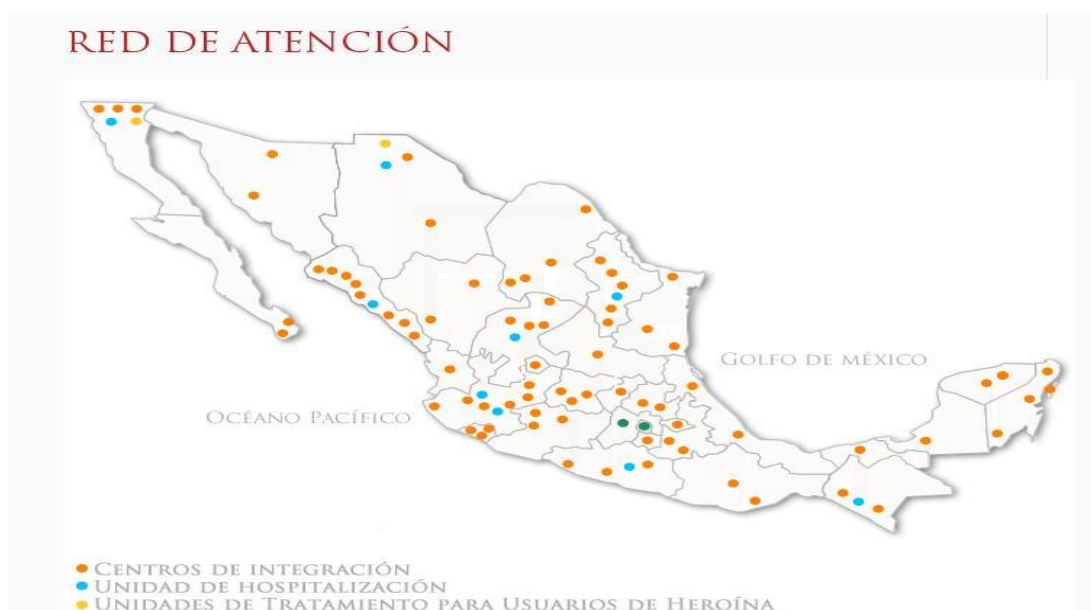 RED DE ATENCIÓN
GOLFO DE MÉXICO
OCÉANO PACÍFICO
CENTROS DE INTEGRACIÓN
UNIDAD DE HOSPITALIZACIÓN
UNIDADES DE TRATAMIENTO PARA USUARIOS DE HEROÍNA